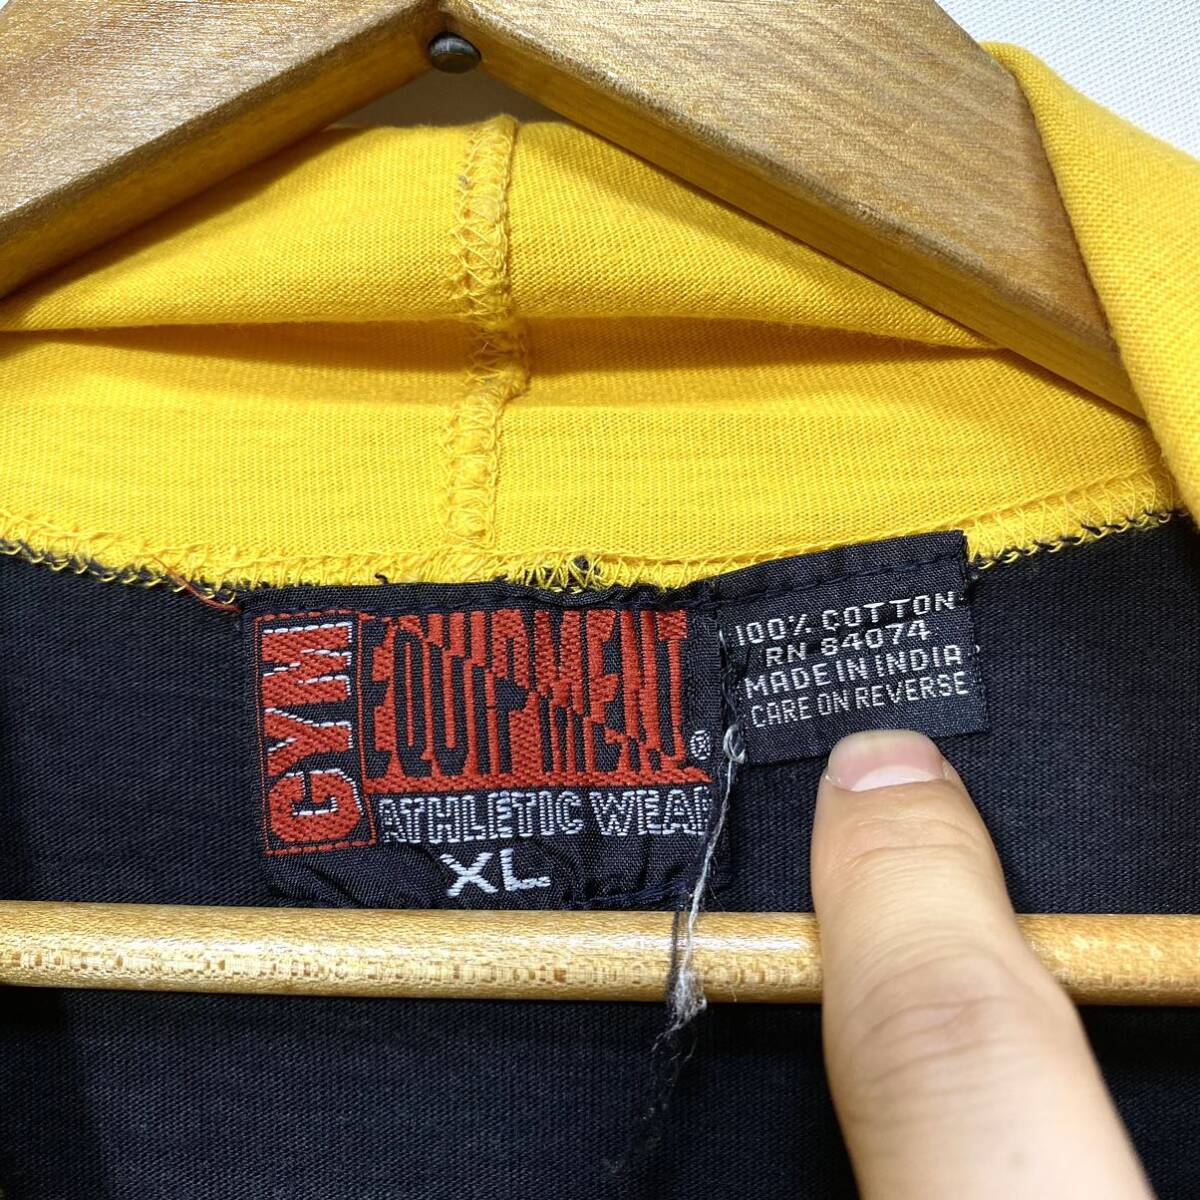 GYM
EQUIPMENT
®
ATHLETIC WEAR
XL
100% COTTON
RN 84074
MADE IN INDIA
CARE ON REVERSE